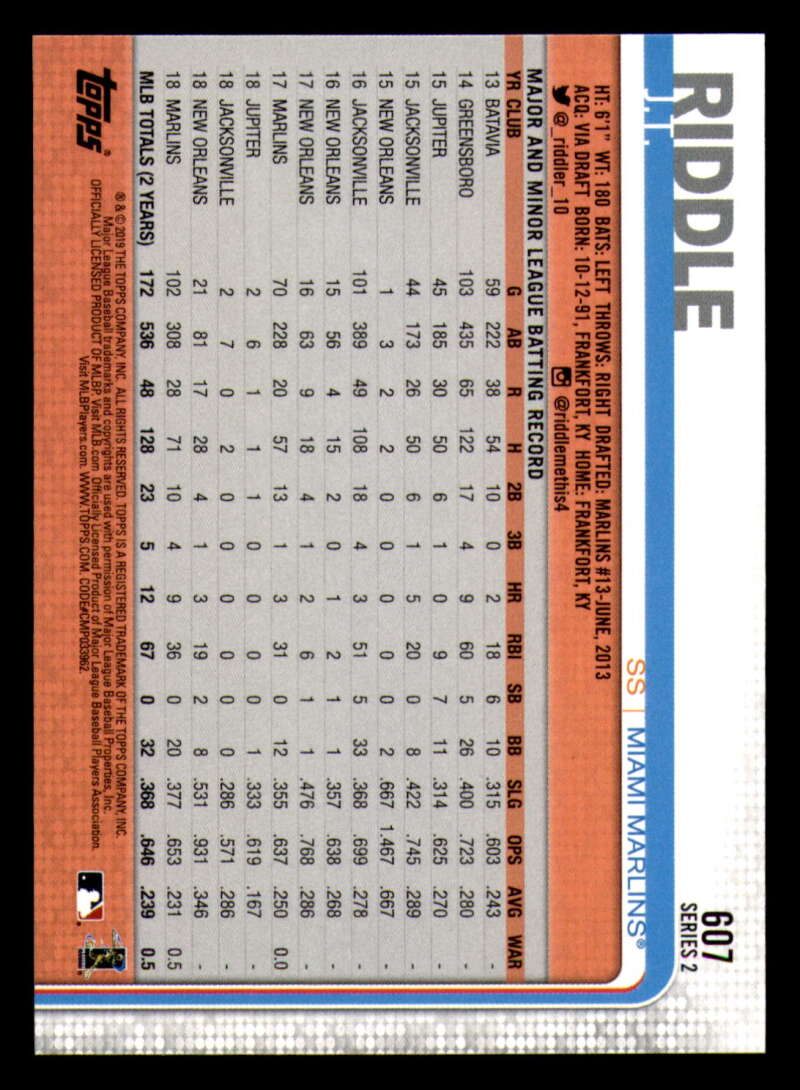 607
SERIES 2
RIDDLE
J.T.
SS | MIAMI MARLINS®
HT: 6'1" WT: 180 BATS: LEFT THROWS: RIGHT DRAFTED: MARLINS #13-JUNE, 2013
ACQ: VIA DRAFT BORN: 10-12-91, FRANKFORT, KY HOME: FRANKFORT, KY
@_riddler_10 @riddlemethis4
MAJOR AND MINOR LEAGUE BATTING RECORD
YR CLUB G AB R H 2B 3B HR RBI SB BB SLG OPS AVG WAR
13 BATAVIA 59 222 38 54 10 0 2 18 6 10 .315 .603 .243 -
14 GREENSBORO 103 435 65 122 17 4 9 60 5 26 .400 .723 .280 -
15 JUPITER 45 185 30 50 6 1 0 9 7 11 .314 .625 .270 -
15 JACKSONVILLE 44 173 26 50 6 1 5 20 0 8 .422 .745 .289 -
15 NEW ORLEANS 1 3 2 2 0 0 0 0 0 2 .667 1.467 .667 -
16 JACKSONVILLE 101 389 49 108 18 4 3 51 5 33 .368 .699 .278 -
16 NEW ORLEANS 15 56 4 15 2 0 1 2 1 1 .357 .638 .268 -
17 NEW ORLEANS 16 63 9 18 4 1 2 6 1 1 .476 .768 .286 -
17 MARLINS 70 228 20 57 13 1 3 31 0 12 .355 .637 .250 0.0
18 JUPITER 2 6 1 1 1 0 0 0 0 1 .333 .619 .167 -
18 JACKSONVILLE 2 7 0 2 0 0 0 0 0 0 .286 .571 .286 -
18 NEW ORLEANS 21 81 17 28 4 1 3 19 2 8 .531 .931 .346 -
18 MARLINS 102 308 28 71 10 4 9 36 0 20 .377 .653 .231 0.5
MLB TOTALS (2 YEARS) 172 536 48 128 23 5 12 67 0 32 .368 .646 .239 0.5
topps®
® & © 2019 THE TOPPS COMPANY, INC. ALL RIGHTS RESERVED. TOPPS IS A REGISTERED TRADEMARK OF THE TOPPS COMPANY, INC.
Major League Baseball trademarks and copyrights are used with permission of Major League Baseball Properties, Inc.
OFFICIALLY LICENSED PRODUCT OF MLBP. Visit MLB.com Officially Licensed Product of Major League Baseball Players Association.
Visit MLBPlayers.com. WWW.TOPPS.COM. CODE#CMP033962.